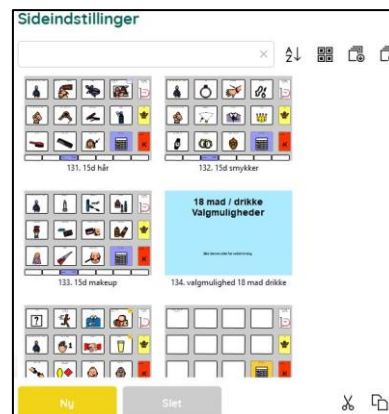 Sideindstillinger
131. 15d hår
132. 15d smykker
18 mad / drikke
Valgmuligheder
133. 15d makeup
134. valgmulighed 18 mad drikke
Ny
Slet